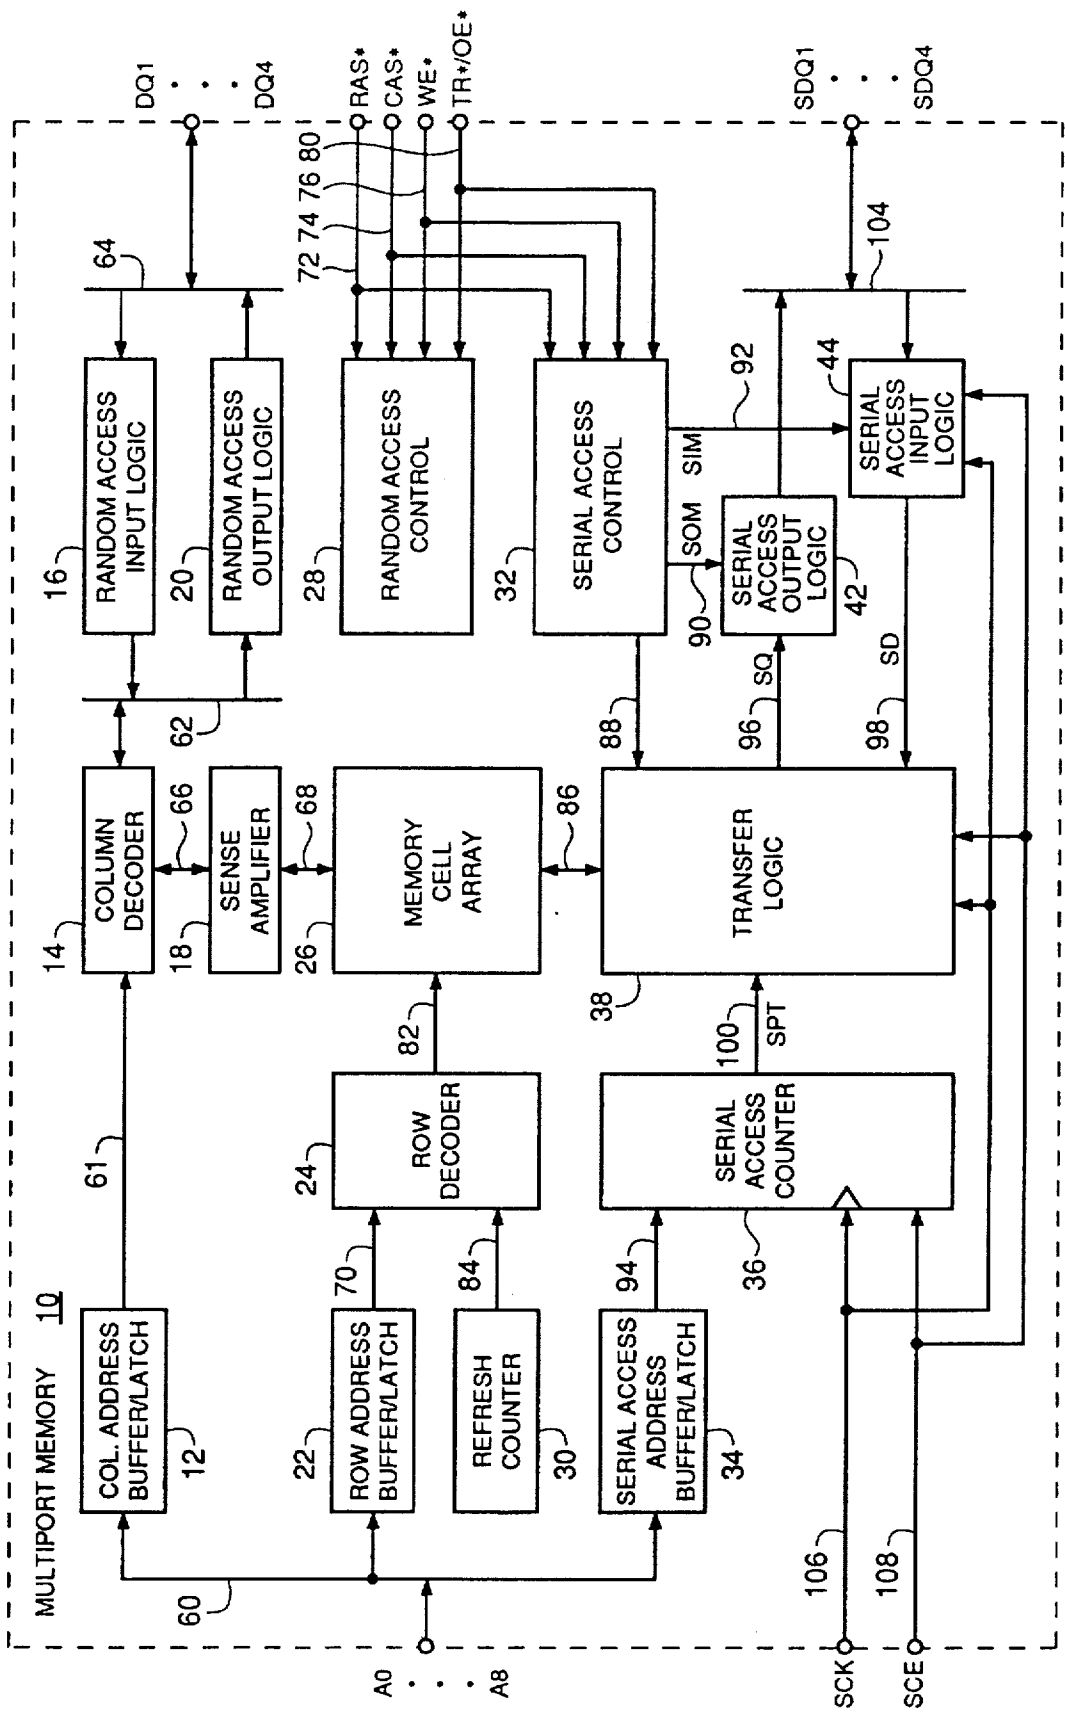 MULTIPORT MEMORY 10
A0
A8
SCK
SCE
60
106
108
COL. ADDRESS
BUFFER/LATCH
12
22
ROW ADDRESS
BUFFER/LATCH
REFRESH
COUNTER
30
SERIAL ACCESS
ADDRESS
BUFFER/LATCH
34
61
70
84
94
36
24
ROW
DECODER
SERIAL
ACCESS
COUNTER
82
100
SPT
14
COLUMN
DECODER
66
18
SENSE
AMPLIFIER
68
26
MEMORY
CELL
ARRAY
86
38
TRANSFER
LOGIC
62
88
96
SQ
98
SD
16
RANDOM ACCESS
INPUT LOGIC
20
RANDOM ACCESS
OUTPUT LOGIC
28
RANDOM ACCESS
CONTROL
32
SERIAL ACCESS
CONTROL
90
SOM
SIM
92
SERIAL
ACCESS
OUTPUT
LOGIC
42
44
SERIAL
ACCESS
INPUT
LOGIC
64
72
74
76
80
104
DQ1
DQ4
RAS*
CAS*
WE*
TR*/OE*
SDQ1
SDQ4